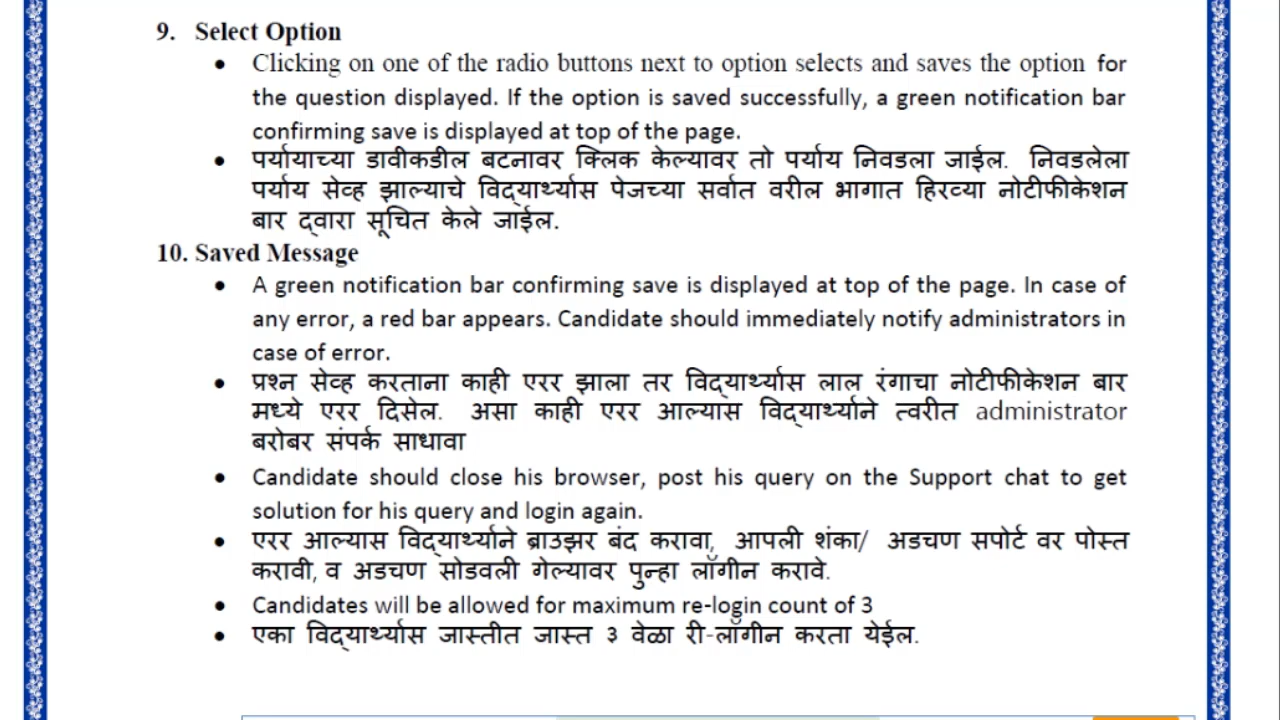 9. Select Option
• Clicking on one of the radio buttons next to option selects and saves the option for
the question displayed. If the option is saved successfully, a green notification bar
confirming save is displayed at top of the page.
• पर्यायाच्या डावीकडील बटनावर क्लिक केल्यावर तो पर्याय निवडला जाईल. निवडलेला
पर्याय सेव्ह झाल्याचे विद्यार्थ्यास पेजच्या सर्वात वरील भागात हिरव्या नोटीफीकेशन
बार द्वारा सूचित केले जाईल.
10. Saved Message
• A green notification bar confirming save is displayed at top of the page. In case of
any error, a red bar appears. Candidate should immediately notify administrators in
case of error.
• प्रश्न सेव्ह करताना काही एरर झाला तर विद्यार्थ्यास लाल रंगाचा नोटीफीकेशन बार
मध्ये एरर दिसेल. असा काही एरर आल्यास विद्यार्थ्याने त्वरीत administrator
बरोबर संपर्क साधावा
• Candidate should close his browser, post his query on the Support chat to get
solution for his query and login again.
• एरर आल्यास विद्यार्थ्याने ब्राउझर बंद करावा, आपली शंका/ अडचण सपोर्ट वर पोस्त
करावी, व अडचण सोडवली गेल्यावर पुन्हा लॉगीन करावे.
• Candidates will be allowed for maximum re-login count of 3
• एका विद्यार्थ्यास जास्तीत जास्त ३ वेळा री-लॉगीन करता येईल.